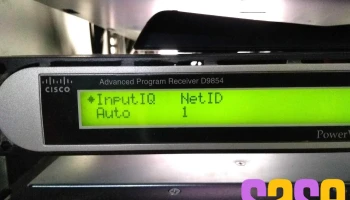 CISCO
Advanced Program Receiver D9854
InputIQ NetID
Auto 1
Power